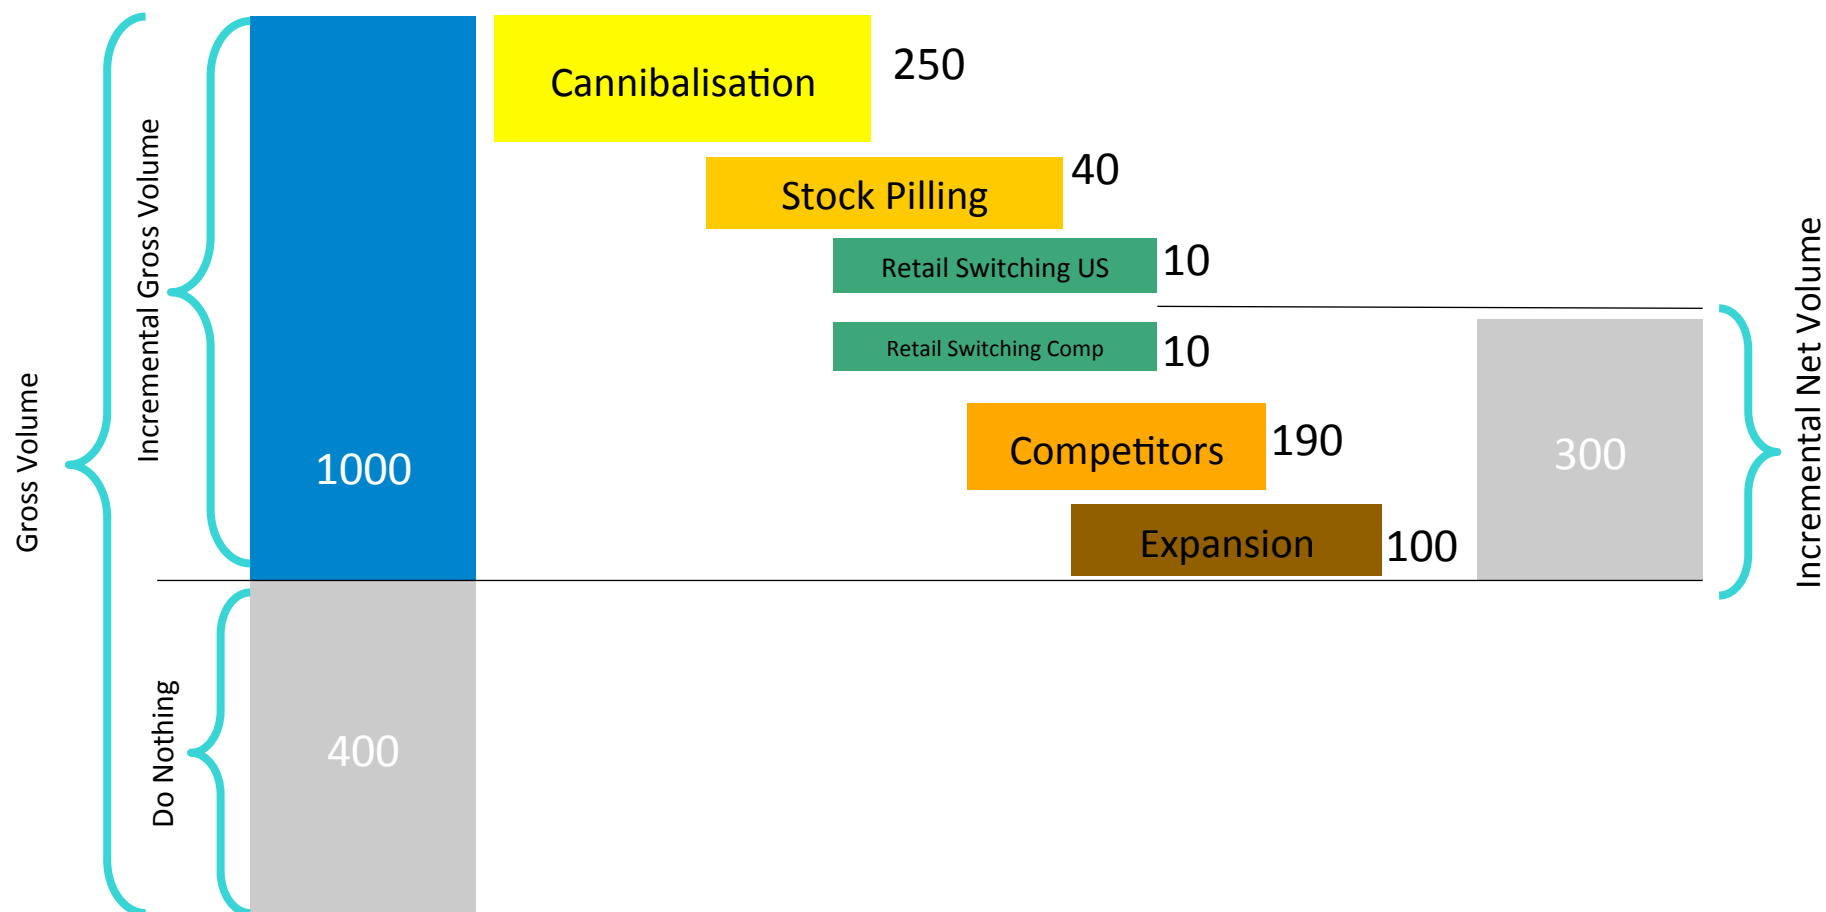 Gross Volume
Incremental Gross Volume
Do Nothing
1000
400
Cannibalisation
250
Stock Pilling
40
Retail Switching US
10
Retail Switching Comp
10
Competitors
190
Expansion
100
300
Incremental Net Volume